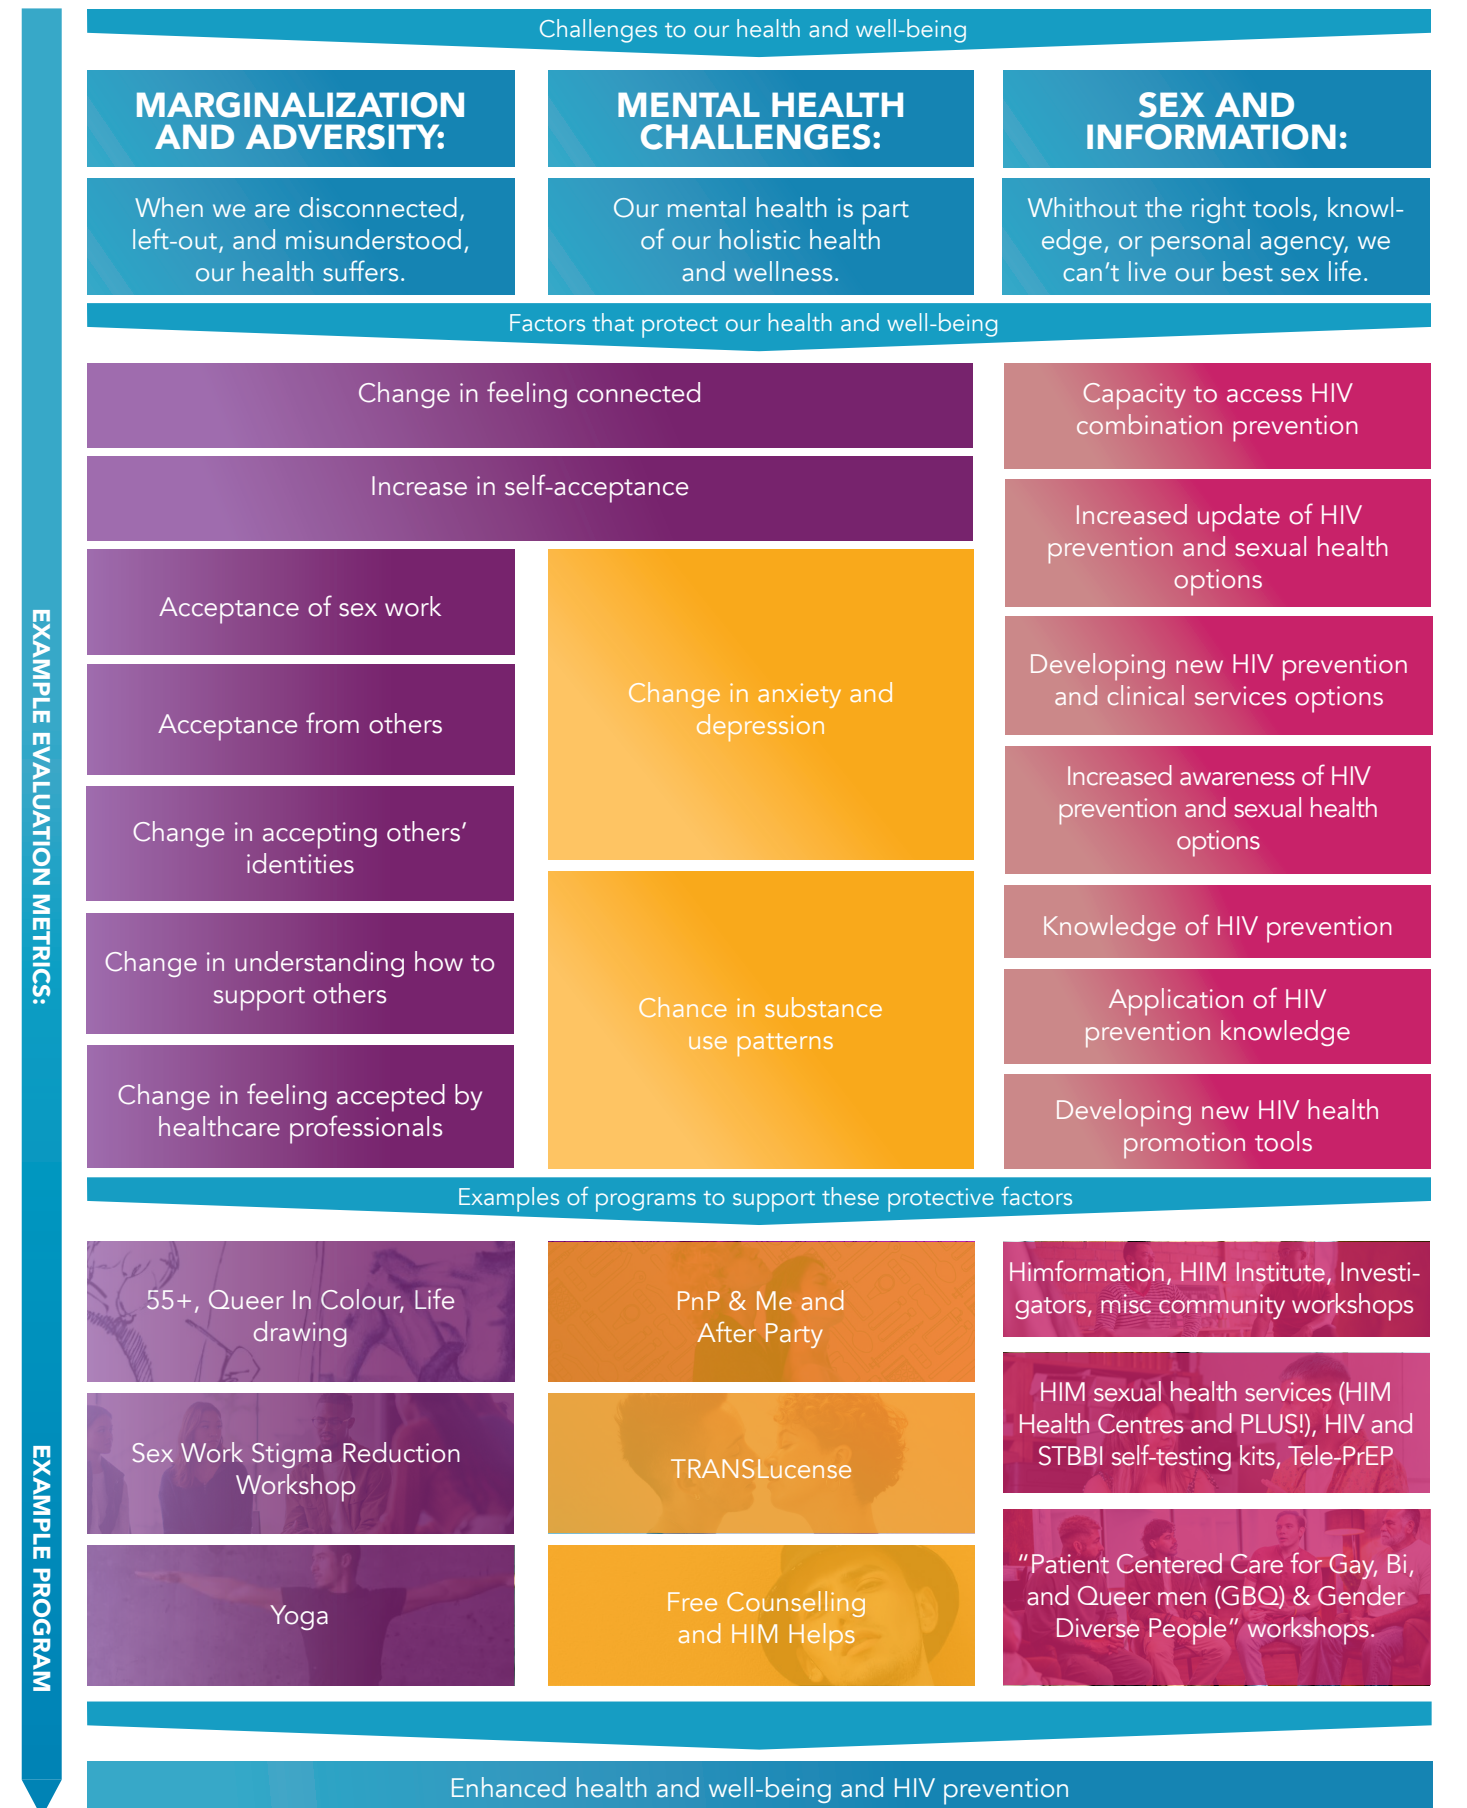 Challenges to our health and well-being
MARGINALIZATION
AND ADVERSITY:
MENTAL HEALTH
CHALLENGES:
SEX AND
INFORMATION:
When we are disconnected,
left-out, and misunderstood,
our health suffers.
Our mental health is part
of our holistic health
and wellness.
Whithout the right tools, knowl-
edge, or personal agency, we
can't live our best sex life.
Factors that protect our health and well-being
EXAMPLE EVALUATION METRICS:
Change in feeling connected
Increase in self-acceptance
Acceptance of sex work
Acceptance from others
Change in accepting others'
identities
Change in understanding how to
support others
Change in feeling accepted by
healthcare professionals
Change in anxiety and
depression
Chance in substance
use patterns
Capacity to access HIV
combination prevention
Increased update of HIV
prevention and sexual health
options
Developing new HIV prevention
and clinical services options
Increased awareness of HIV
prevention and sexual health
options
Knowledge of HIV prevention
Application of HIV
prevention knowledge
Developing new HIV health
promotion tools
Examples of programs to support these protective factors
EXAMPLE PROGRAM
55+, Queer In Colour, Life
drawing
Sex Work Stigma Reduction
Workshop
Yoga
PnP & Me and
After Party
TRANSLucense
Free Counselling
and HIM Helps
Himformation, HIM Institute, Investi-
gators, misc community workshops
HIM sexual health services (HIM
Health Centres and PLUS!), HIV and
STBBI self-testing kits, Tele-PrEP
"Patient Centered Care for Gay, Bi,
and Queer men (GBQ) & Gender
Diverse People" workshops.
Enhanced health and well-being and HIV prevention